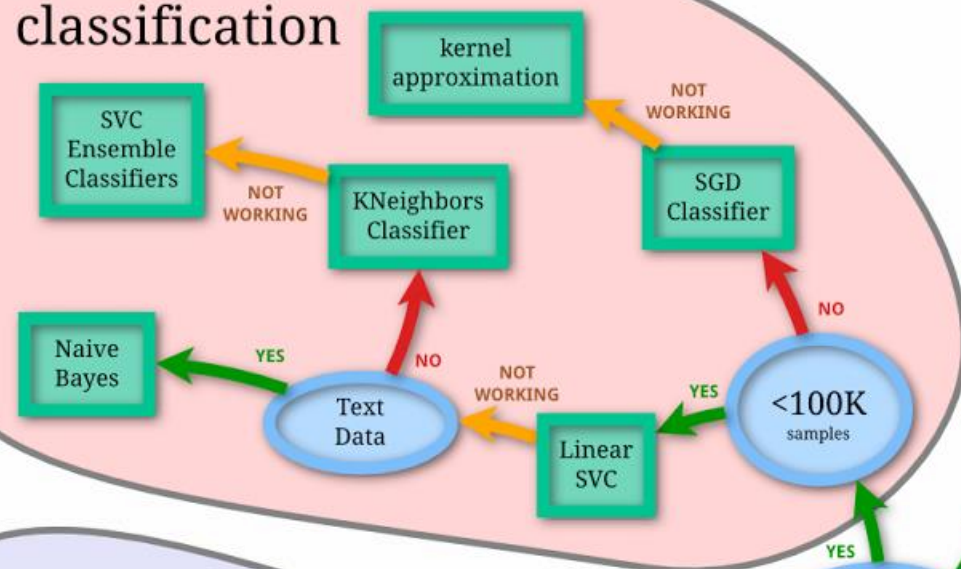 classification
kernel
approximation
NOT
WORKING
SVC
Ensemble
Classifiers
NOT
WORKING
KNeighbors
Classifier
SGD
Classifier
NO
Naive
Bayes
YES
NO
Text
Data
NOT
WORKING
Linear
SVC
YES
<100K
samples
YES